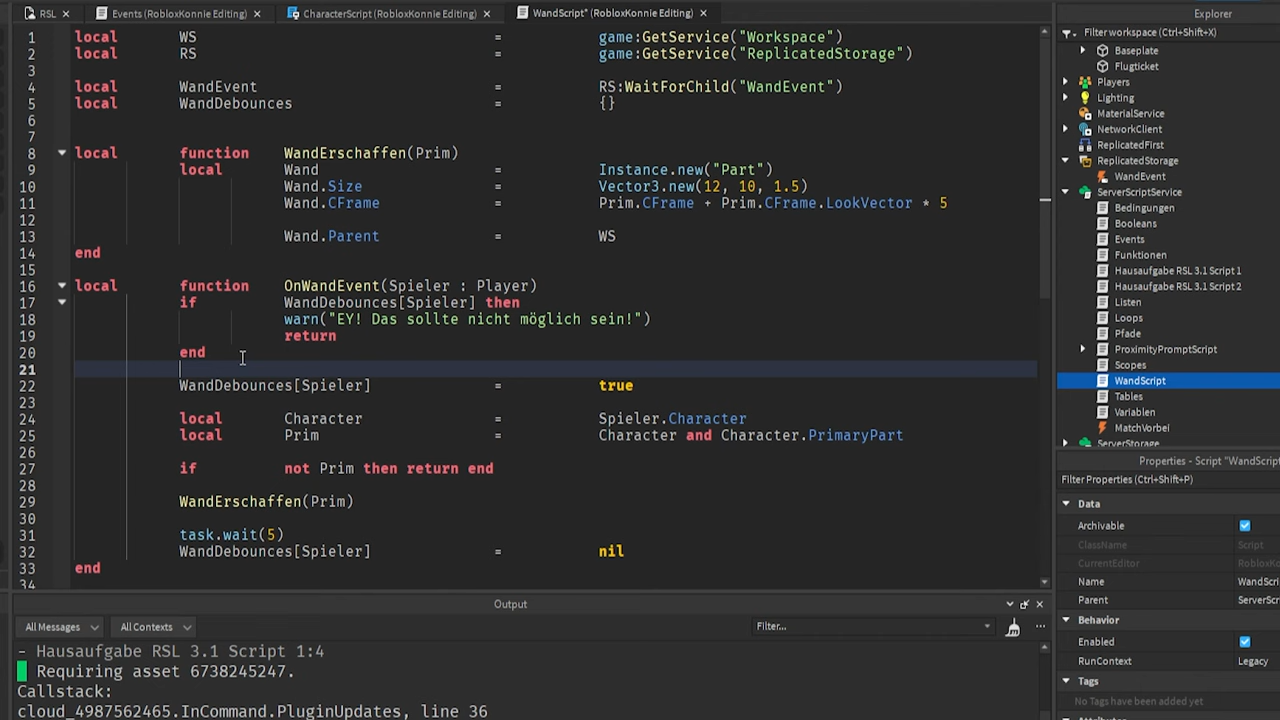 RSL Events (RobloxKonnie Editing) CharacterScript (RobloxKonnie Editing) WandScript* (RobloxKonnie Editing)
1 local WS = game:GetService("Workspace")
2 local RS = game:GetService("ReplicatedStorage")
3
4 local WandEvent = RS:WaitForChild("WandEvent")
5 local WandDebounces = {}
6
7
8 local function WandErschaffen(Prim)
9 local Wand = Instance.new("Part")
10 Wand.Size = Vector3.new(12, 10, 1.5)
11 Wand.CFrame = Prim.CFrame + Prim.CFrame.LookVector * 5
12
13 Wand.Parent = WS
14 end
15
16 local function OnWandEvent(Spieler : Player)
17 if WandDebounces[Spieler] then
18 warn("EY! Das sollte nicht möglich sein!")
19 return
20 end
21
22 WandDebounces[Spieler] = true
23
24 local Character = Spieler.Character
25 local Prim = Character and Character.PrimaryPart
26
27 if not Prim then return end
28
29 WandErschaffen(Prim)
30
31 task.wait(5)
32 WandDebounces[Spieler] = nil
33 end
34
Output
All Messages All Contexts Filter...
- Hausaufgabe RSL 3.1 Script 1:4
Requiring asset 6738245247.
Callstack:
cloud_4987562465.InCommand.PluginUpdates, line 36
Explorer
Filter workspace (Ctrl+Shift+X)
Baseplate
Flugticket
Players
Lighting
MaterialService
NetworkClient
ReplicatedFirst
ReplicatedStorage
WandEvent
ServerScriptService
Bedingungen
Booleans
Events
Funktionen
Hausaufgabe RSL 3.1 Script 1
Hausaufgabe RSL 3.1 Script 2
Listen
Loops
Pfade
ProximityPromptScript
Scopes
WandScript
Tables
Variablen
MatchVorbei
ServerStorage
Properties - Script "WandScript
Filter Properties (Ctrl+Shift+P)
Data
Archivable
ClassName Script
CurrentEditor RobloxKo
Name WandScri
Parent ServerScr
Behavior
Enabled
RunContext Legacy
Tags
No Tags have been added yet